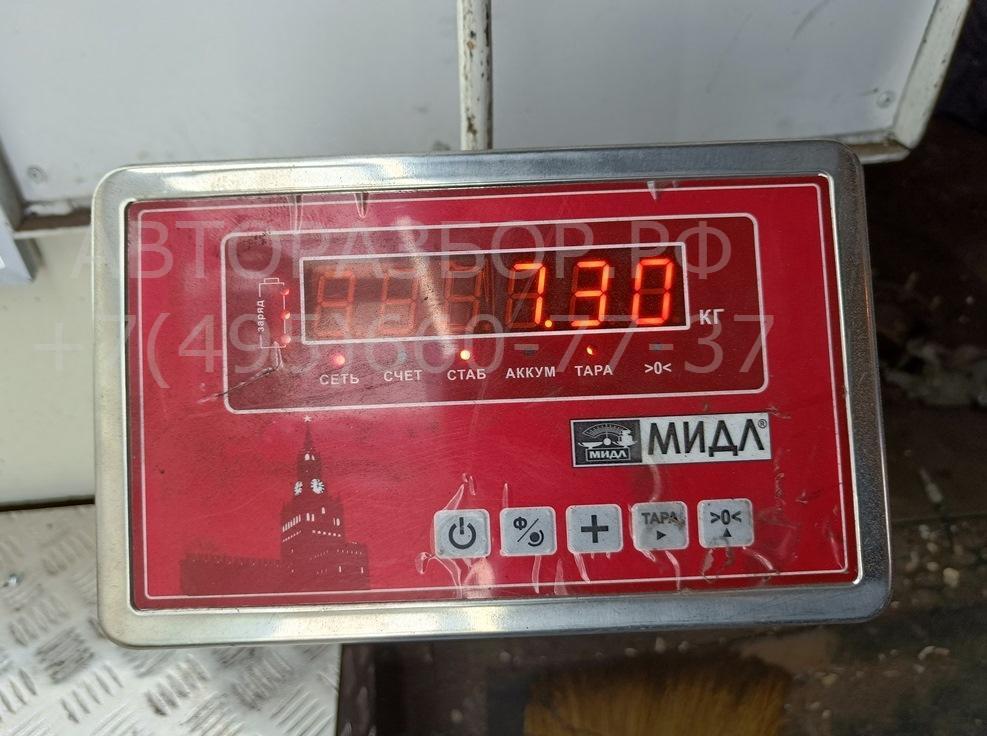 АВТОРАЗБОР.РФ
+7(495)660-77-37
заряд
7.30
КГ
СЕТЬ СЧЕТ СТАБ АККУМ ТАРА >0<
МИДЛ
МИДЛ®
Ф/ + ТАРА >0<